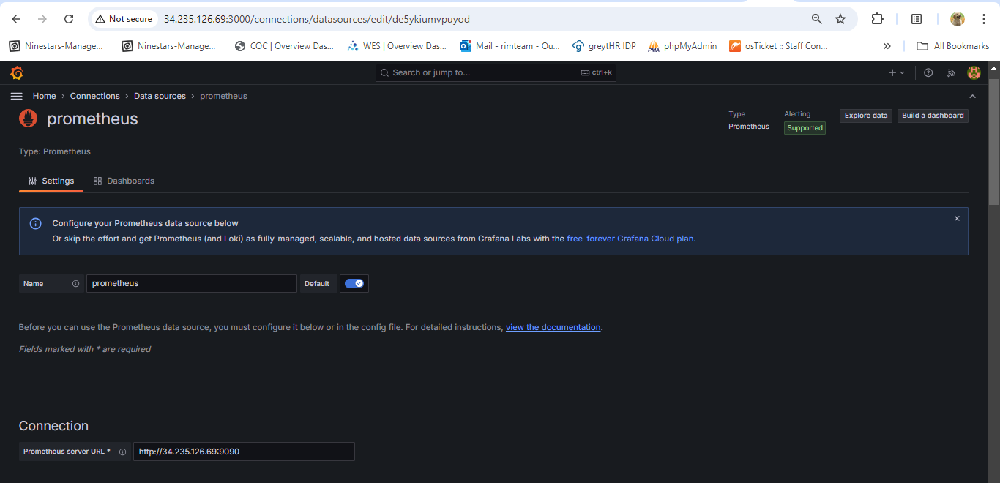 Not secure 34.235.126.69:3000/connections/datasources/edit/de5ykiumvpuyod
Ninestars-Manage... Ninestars-Manage... COC | Overview Das... WES | Overview Das... Mail - rimteam - Ou... greytHR IDP phpMyAdmin osTicket :: Staff Con... » All Bookmarks
Search or jump to... ctrl+k
Home › Connections › Data sources › prometheus
prometheus
Type Alerting Explore data Build a dashboard
Prometheus Supported
Type: Prometheus
Settings Dashboards
Configure your Prometheus data source below
Or skip the effort and get Prometheus (and Loki) as fully-managed, scalable, and hosted data sources from Grafana Labs with the free-forever Grafana Cloud plan.
Name prometheus Default
Before you can use the Prometheus data source, you must configure it below or in the config file. For detailed instructions, view the documentation.
Fields marked with * are required
Connection
Prometheus server URL * http://34.235.126.69:9090